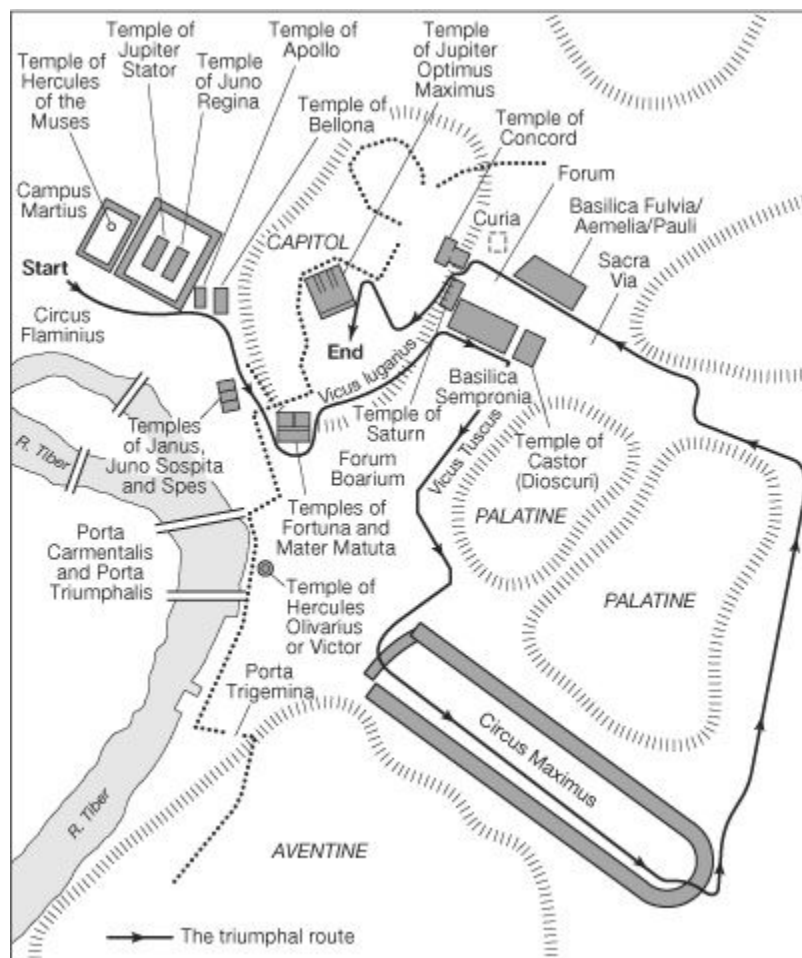 Temple of
Jupiter
Stator
Temple of
Hercules
of the
Muses
Temple
of Juno
Regina
Temple of
Apollo
Temple of
Bellona
Temple
of Jupiter
Optimus
Maximus
Temple of
Concord
Forum
Curia
Basilica Fulvia/
Aemelia/Pauli
Sacra
Via
Campus
Martius
CAPITOL
Start
Circus
Flaminius
End
Vicus Iugarius
Basilica
Sempronia
Temple of
Saturn
Vicus Tuscus
Temple of
Castor
(Dioscuri)
R. Tiber
Temples
of Janus,
Juno Sospita
and Spes
Forum
Boarium
Temples of
Fortuna and
Mater Matuta
PALATINE
PALATINE
Porta
Carmentalis
and Porta
Triumphalis
Temple of
Hercules
Olivarius
or Victor
Porta
Trigemina
Circus Maximus
R. Tiber
AVENTINE
The triumphal route